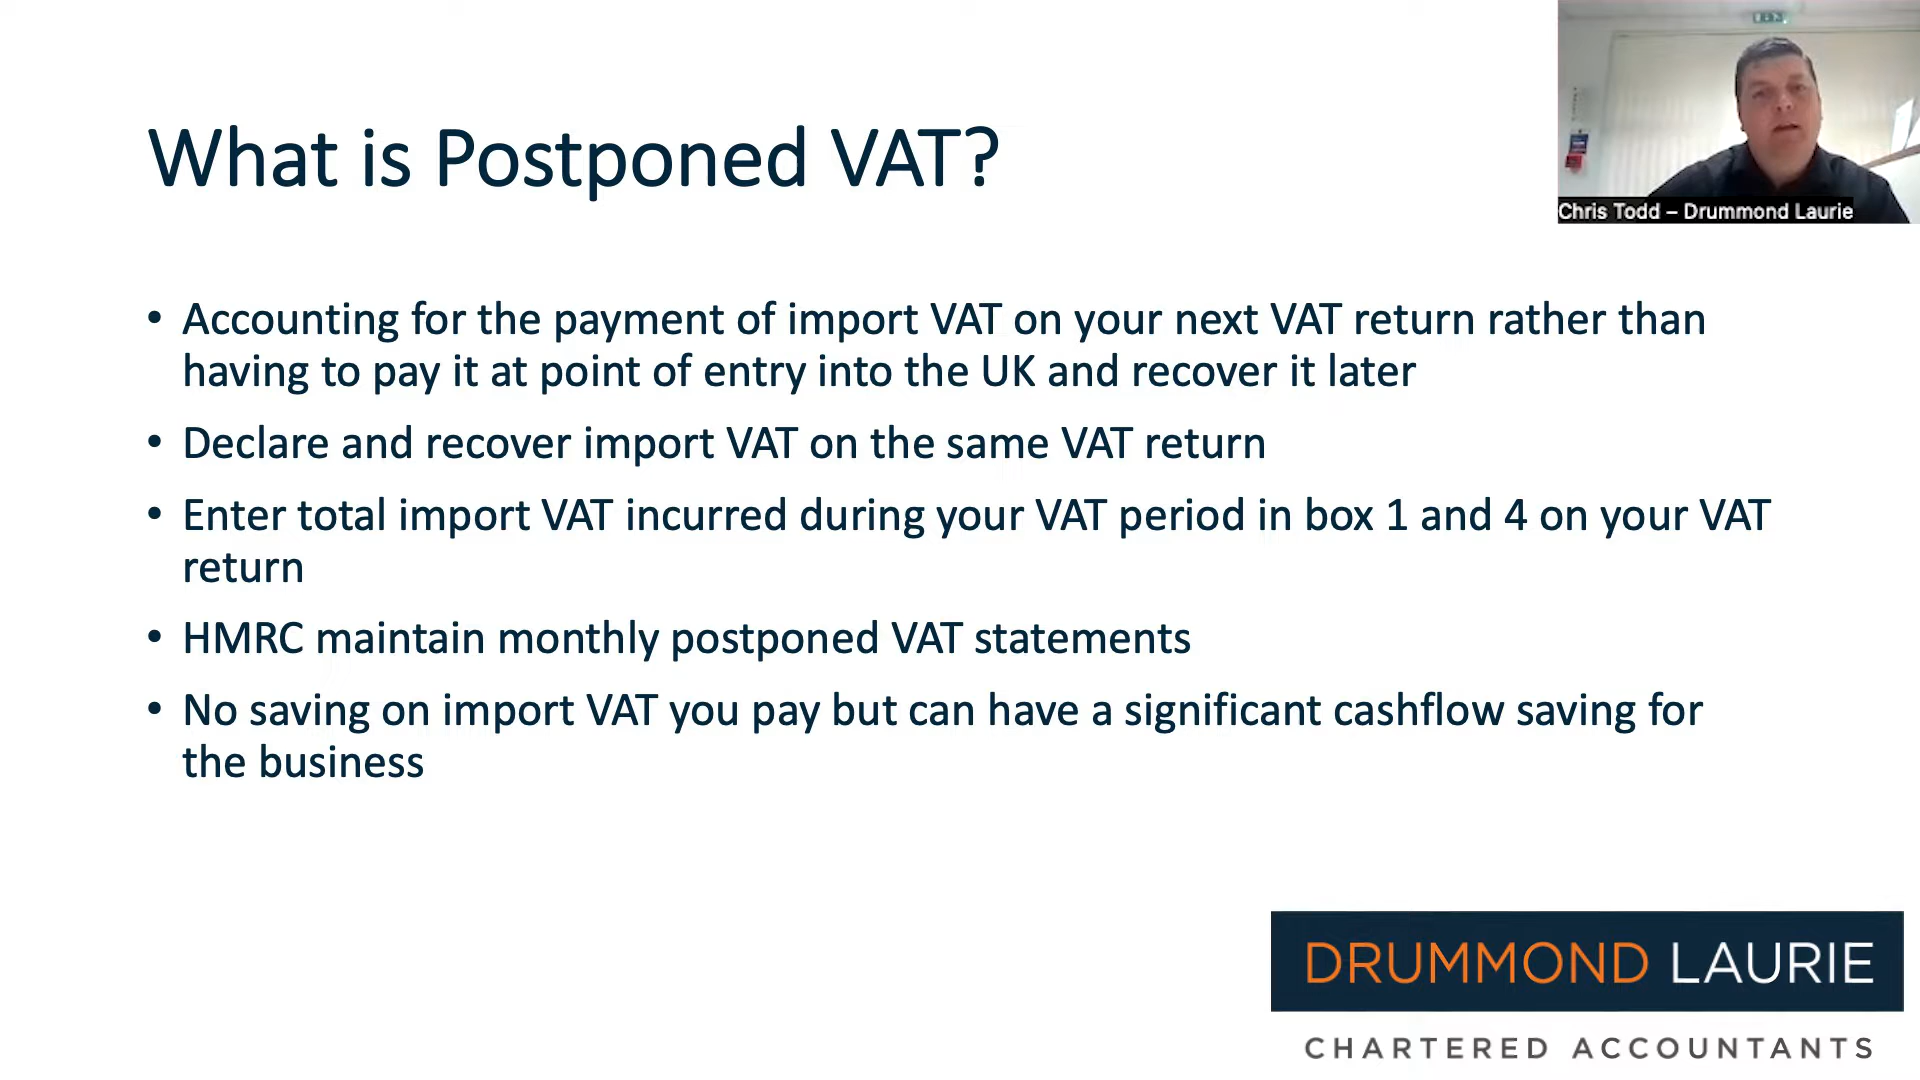 What is Postponed VAT?
Chris Todd – Drummond Laurie
• Accounting for the payment of import VAT on your next VAT return rather than
having to pay it at point of entry into the UK and recover it later
• Declare and recover import VAT on the same VAT return
• Enter total import VAT incurred during your VAT period in box 1 and 4 on your VAT
return
• HMRC maintain monthly postponed VAT statements
• No saving on import VAT you pay but can have a significant cashflow saving for
the business
DRUMMOND LAURIE
CHARTERED ACCOUNTANTS